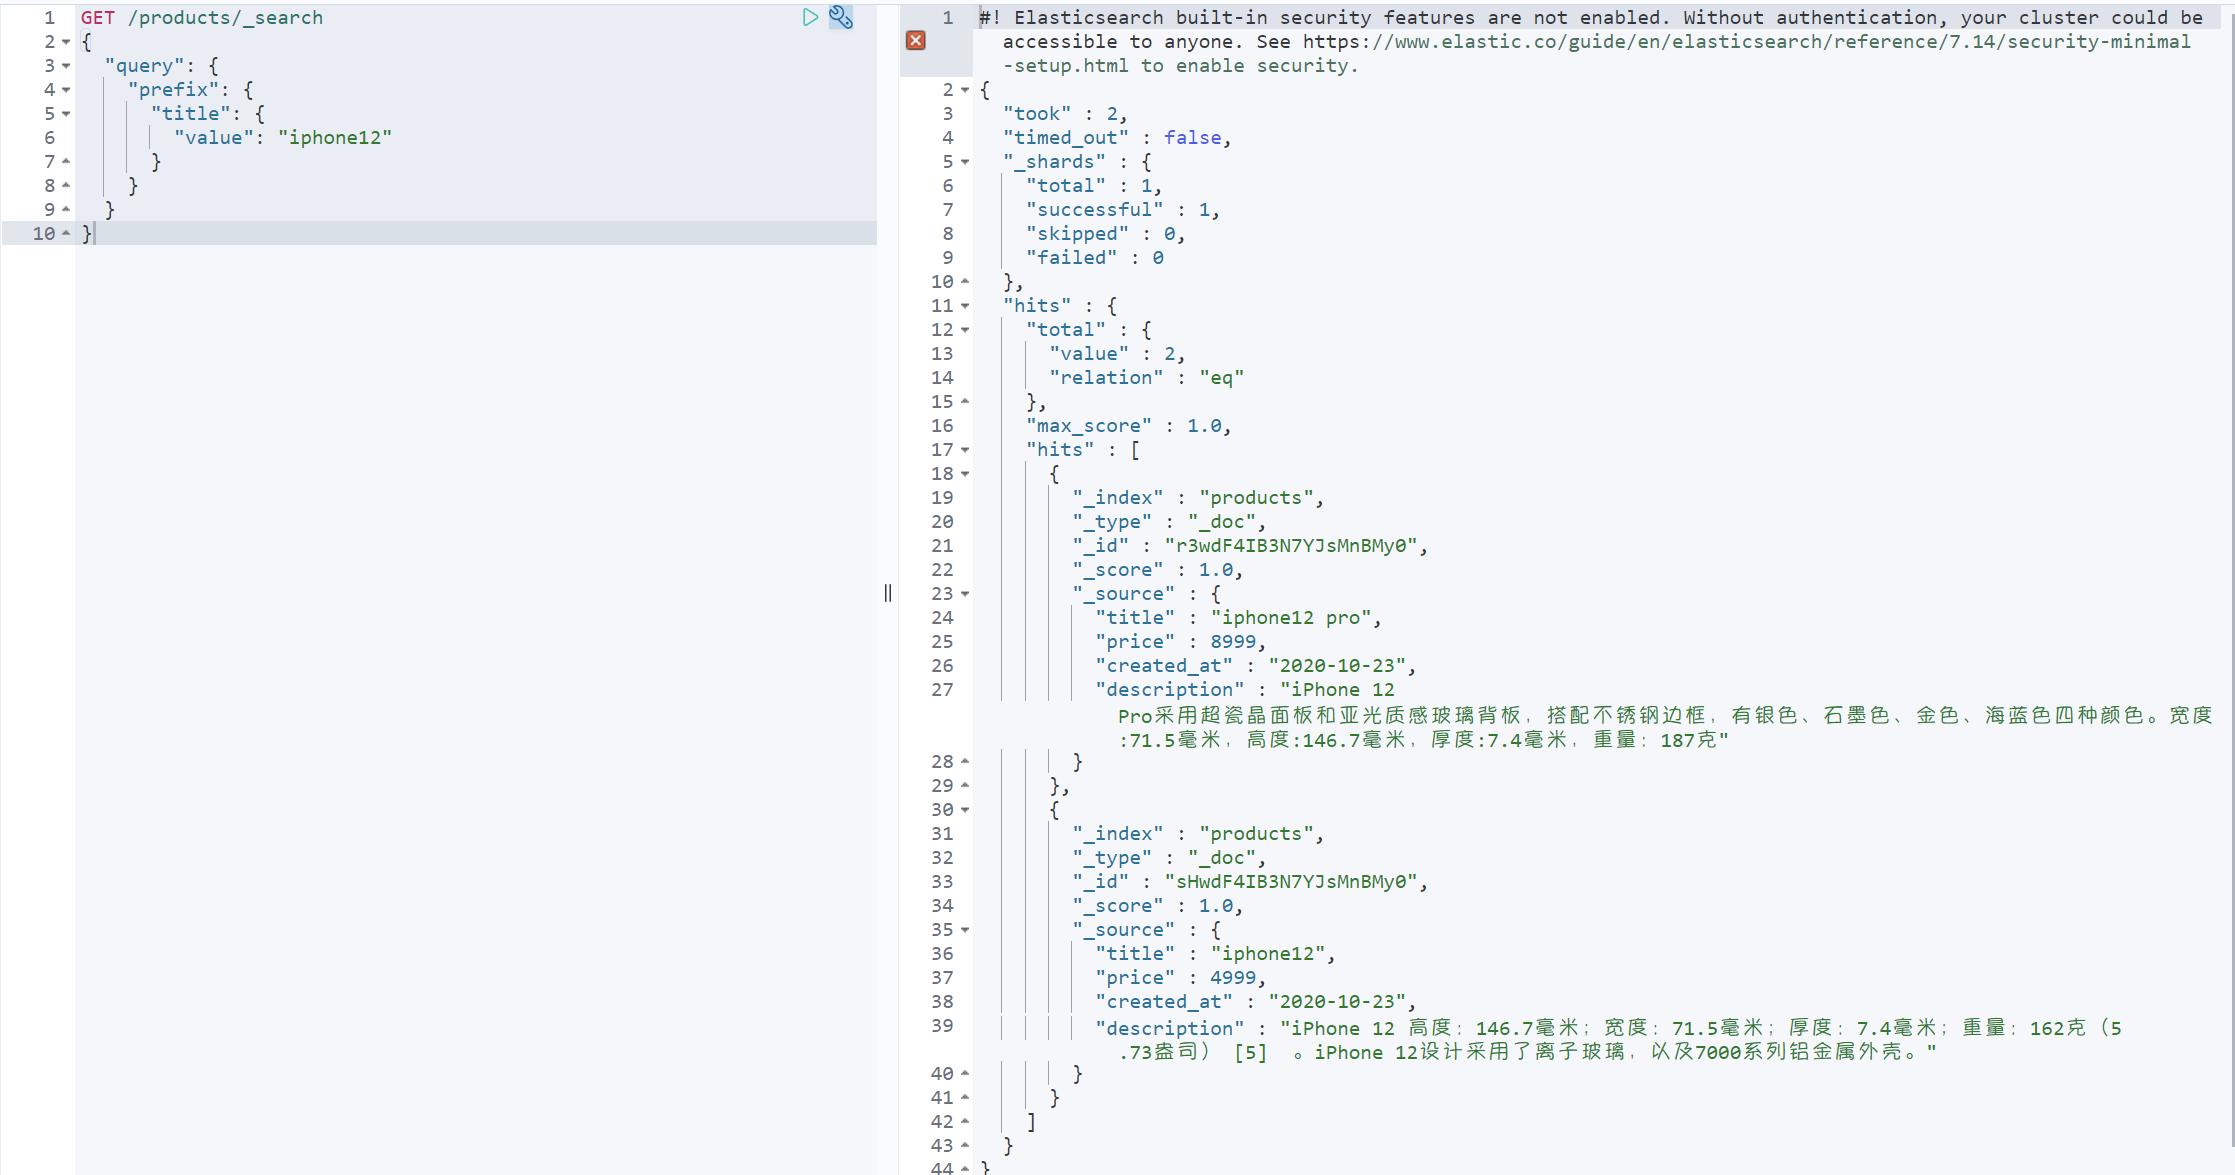 1 GET /products/_search
2 {
3 "query": {
4 "prefix": {
5 "title": {
6 "value": "iphone12"
7 }
8 }
9 }
10 }
1 #! Elasticsearch built-in security features are not enabled. Without authentication, your cluster could be
accessible to anyone. See https://www.elastic.co/guide/en/elasticsearch/reference/7.14/security-minimal
-setup.html to enable security.
2 {
3 "took" : 2,
4 "timed_out" : false,
5 "_shards" : {
6 "total" : 1,
7 "successful" : 1,
8 "skipped" : 0,
9 "failed" : 0
10 },
11 "hits" : {
12 "total" : {
13 "value" : 2,
14 "relation" : "eq"
15 },
16 "max_score" : 1.0,
17 "hits" : [
18 {
19 "_index" : "products",
20 "_type" : "_doc",
21 "_id" : "r3wdF4IB3N7YJsMnBMy0",
22 "_score" : 1.0,
23 "_source" : {
24 "title" : "iphone12 pro",
25 "price" : 8999,
26 "created_at" : "2020-10-23",
27 "description" : "iPhone 12
Pro采用超瓷晶面板和亚光质感玻璃背板，搭配不锈钢边框，有银色、石墨色、金色、海蓝色四种颜色。宽度
:71.5毫米，高度:146.7毫米，厚度:7.4毫米，重量：187克"
28 }
29 },
30 {
31 "_index" : "products",
32 "_type" : "_doc",
33 "_id" : "sHwdF4IB3N7YJsMnBMy0",
34 "_score" : 1.0,
35 "_source" : {
36 "title" : "iphone12",
37 "price" : 4999,
38 "created_at" : "2020-10-23",
39 "description" : "iPhone 12 高度：146.7毫米；宽度：71.5毫米；厚度：7.4毫米；重量：162克（5
.73盎司） [5] 。iPhone 12设计采用了离子玻璃，以及7000系列铝金属外壳。"
40 }
41 }
42 ]
43 }
44 }